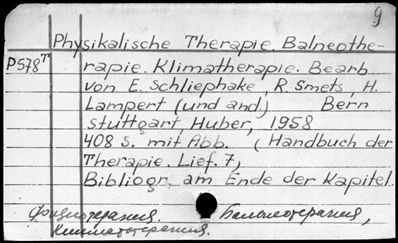 9
Physikalische Therapie. Balneothe-
P578T rapie. Klimatherapie. Bearb.
von E. Schliephake, R. Smets, H.
Lampert (und and.) Bern
stuttgart, Huber, 1958
408 s. mit Abb. (Handbuch der
Therapie. Lief. 7,
Bibliogr. am Ende der Kapitel.
Физиотерапия. Бальнеотерапия,
Климатотерапия.